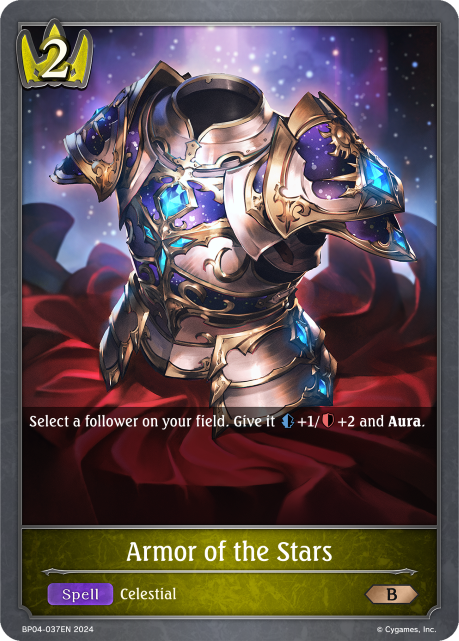 2
Select a follower on your field. Give it +1/ +2 and Aura.
Armor of the Stars
Spell Celestial B
BP04-037EN 2024 © Cygames, Inc.